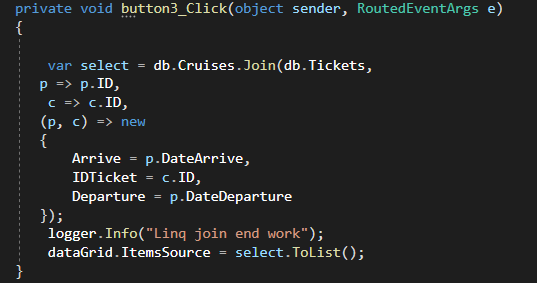 private void button3_Click(object sender, RoutedEventArgs e)
{
var select = db.Cruises.Join(db.Tickets,
p => p.ID,
c => c.ID,
(p, c) => new
{
Arrive = p.DateArrive,
IDTicket = c.ID,
Departure = p.DateDeparture
});
logger.Info("Linq join end work");
dataGrid.ItemsSource = select.ToList();
}